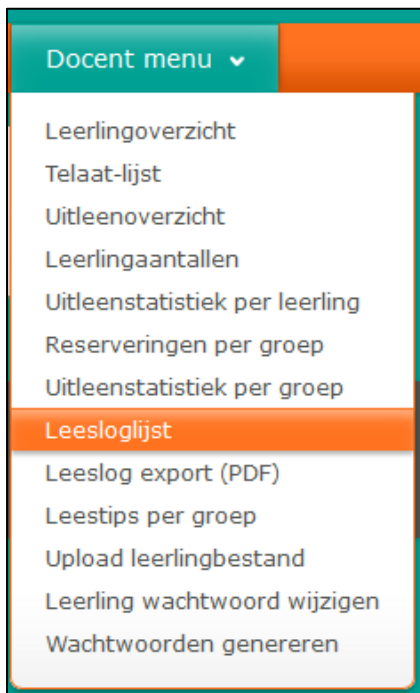 Docent menu
Leerlingoverzicht
Telaat-lijst
Uitleenoverzicht
Leerlingaantallen
Uitleenstatistiek per leerling
Reserveringen per groep
Uitleenstatistiek per groep
Leesloglijst
Leeslog export (PDF)
Leestips per groep
Upload leerlingbestand
Leerling wachtwoord wijzigen
Wachtwoorden genereren